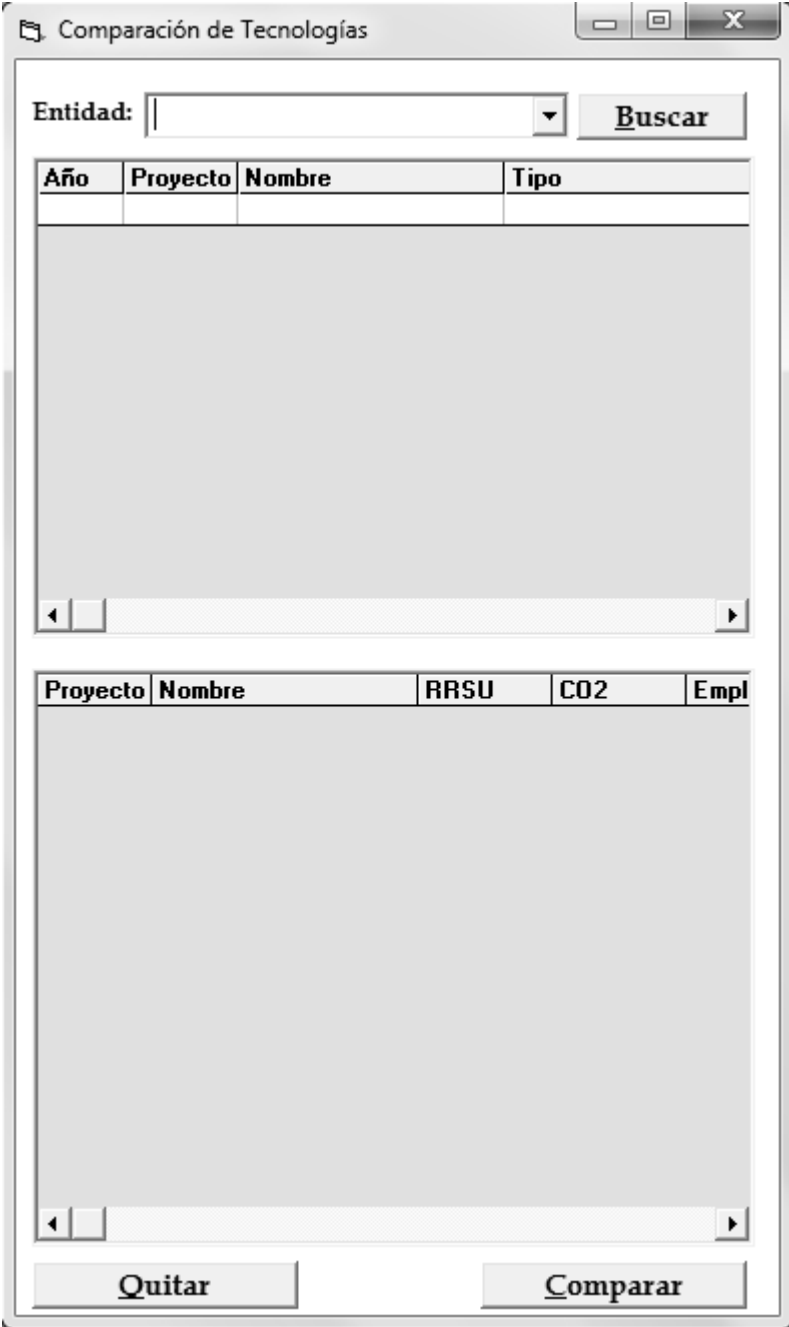 Comparación de Tecnologías
Entidad: Buscar
Año Proyecto Nombre Tipo
Proyecto Nombre RRSU CO2 Empl
Quitar Comparar